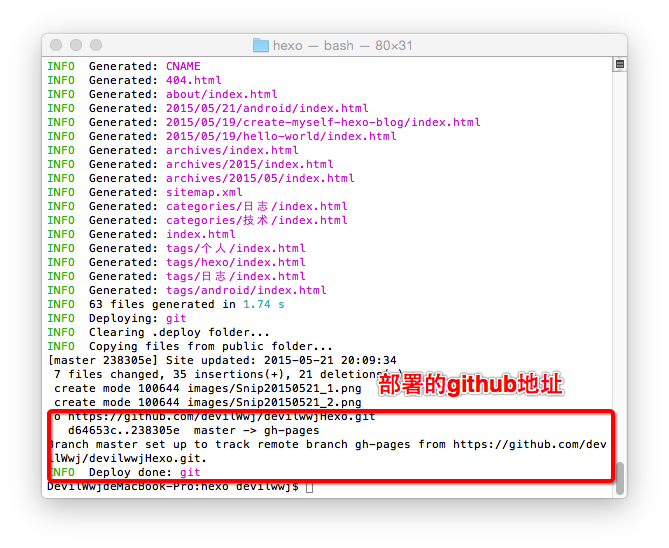 hexo — bash — 80×31
INFO  Generated: CNAME
INFO  Generated: 404.html
INFO  Generated: about/index.html
INFO  Generated: 2015/05/21/android/index.html
INFO  Generated: 2015/05/19/create-myself-hexo-blog/index.html
INFO  Generated: 2015/05/19/hello-world/index.html
INFO  Generated: archives/index.html
INFO  Generated: archives/2015/index.html
INFO  Generated: archives/2015/05/index.html
INFO  Generated: sitemap.xml
INFO  Generated: categories/日志/index.html
INFO  Generated: categories/技术/index.html
INFO  Generated: index.html
INFO  Generated: tags/个人/index.html
INFO  Generated: tags/hexo/index.html
INFO  Generated: tags/日志/index.html
INFO  Generated: tags/android/index.html
INFO  63 files generated in 1.74 s
INFO  Deploying: git
INFO  Clearing .deploy folder...
INFO  Copying files from public folder...
[master 238305e] Site updated: 2015-05-21 20:09:34
 7 files changed, 35 insertions(+), 21 deletions(-)
部署的github地址
 create mode 100644 images/Snip20150521_1.png
 create mode 100644 images/Snip20150521_2.png
o https://github.com/devilWwj/devilwwjHexo.git
   d64653c..238305e  master -> gh-pages
Branch master set up to track remote branch gh-pages from https://github.com/dev
ilWwj/devilwwjHexo.git.
INFO  Deploy done: git
DevilWwjdeMacBook-Pro:hexo devilwwj$